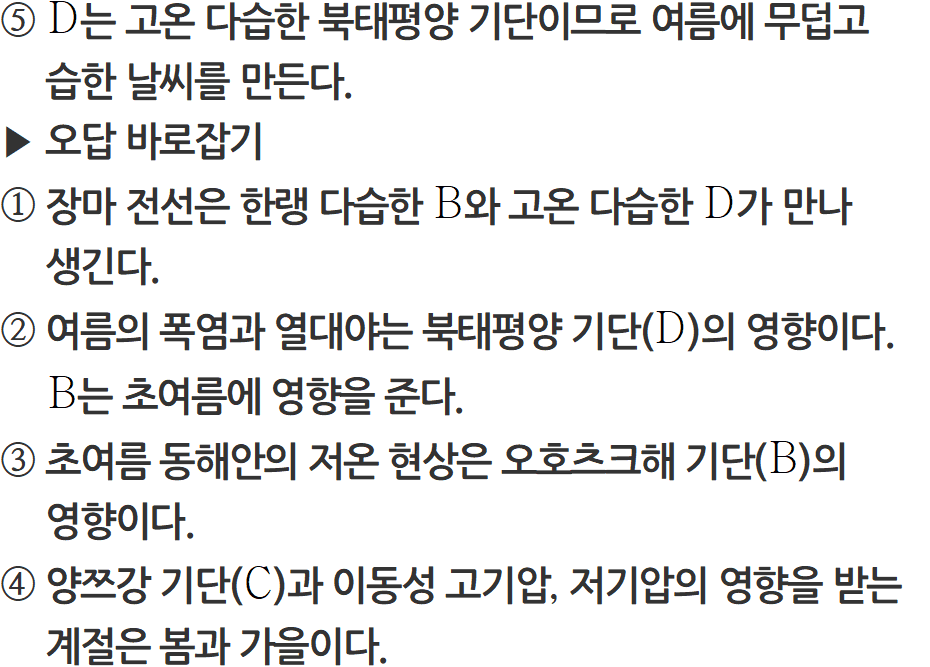 ⑤ D는 고온 다습한 북태평양 기단이므로 여름에 무덥고
습한 날씨를 만든다.
▶ 오답 바로잡기
① 장마 전선은 한랭 다습한 B와 고온 다습한 D가 만나
생긴다.
② 여름의 폭염과 열대야는 북태평양 기단(D)의 영향이다.
B는 초여름에 영향을 준다.
③ 초여름 동해안의 저온 현상은 오호츠크해 기단(B)의
영향이다.
④ 양쯔강 기단(C)과 이동성 고기압, 저기압의 영향을 받는
계절은 봄과 가을이다.